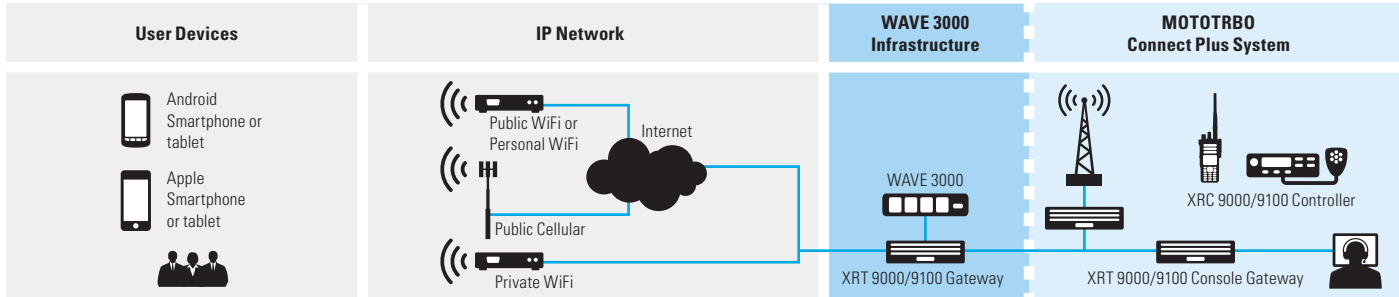 User Devices
IP Network
WAVE 3000
Infrastructure
MOTOTRBO
Connect Plus System
Android
Smartphone or
tablet
Apple
Smartphone
or tablet
Public WiFi or
Personal WiFi
Internet
Public Cellular
Private WiFi
WAVE 3000
XRT 9000/9100 Gateway
XRC 9000/9100 Controller
XRT 9000/9100 Console Gateway